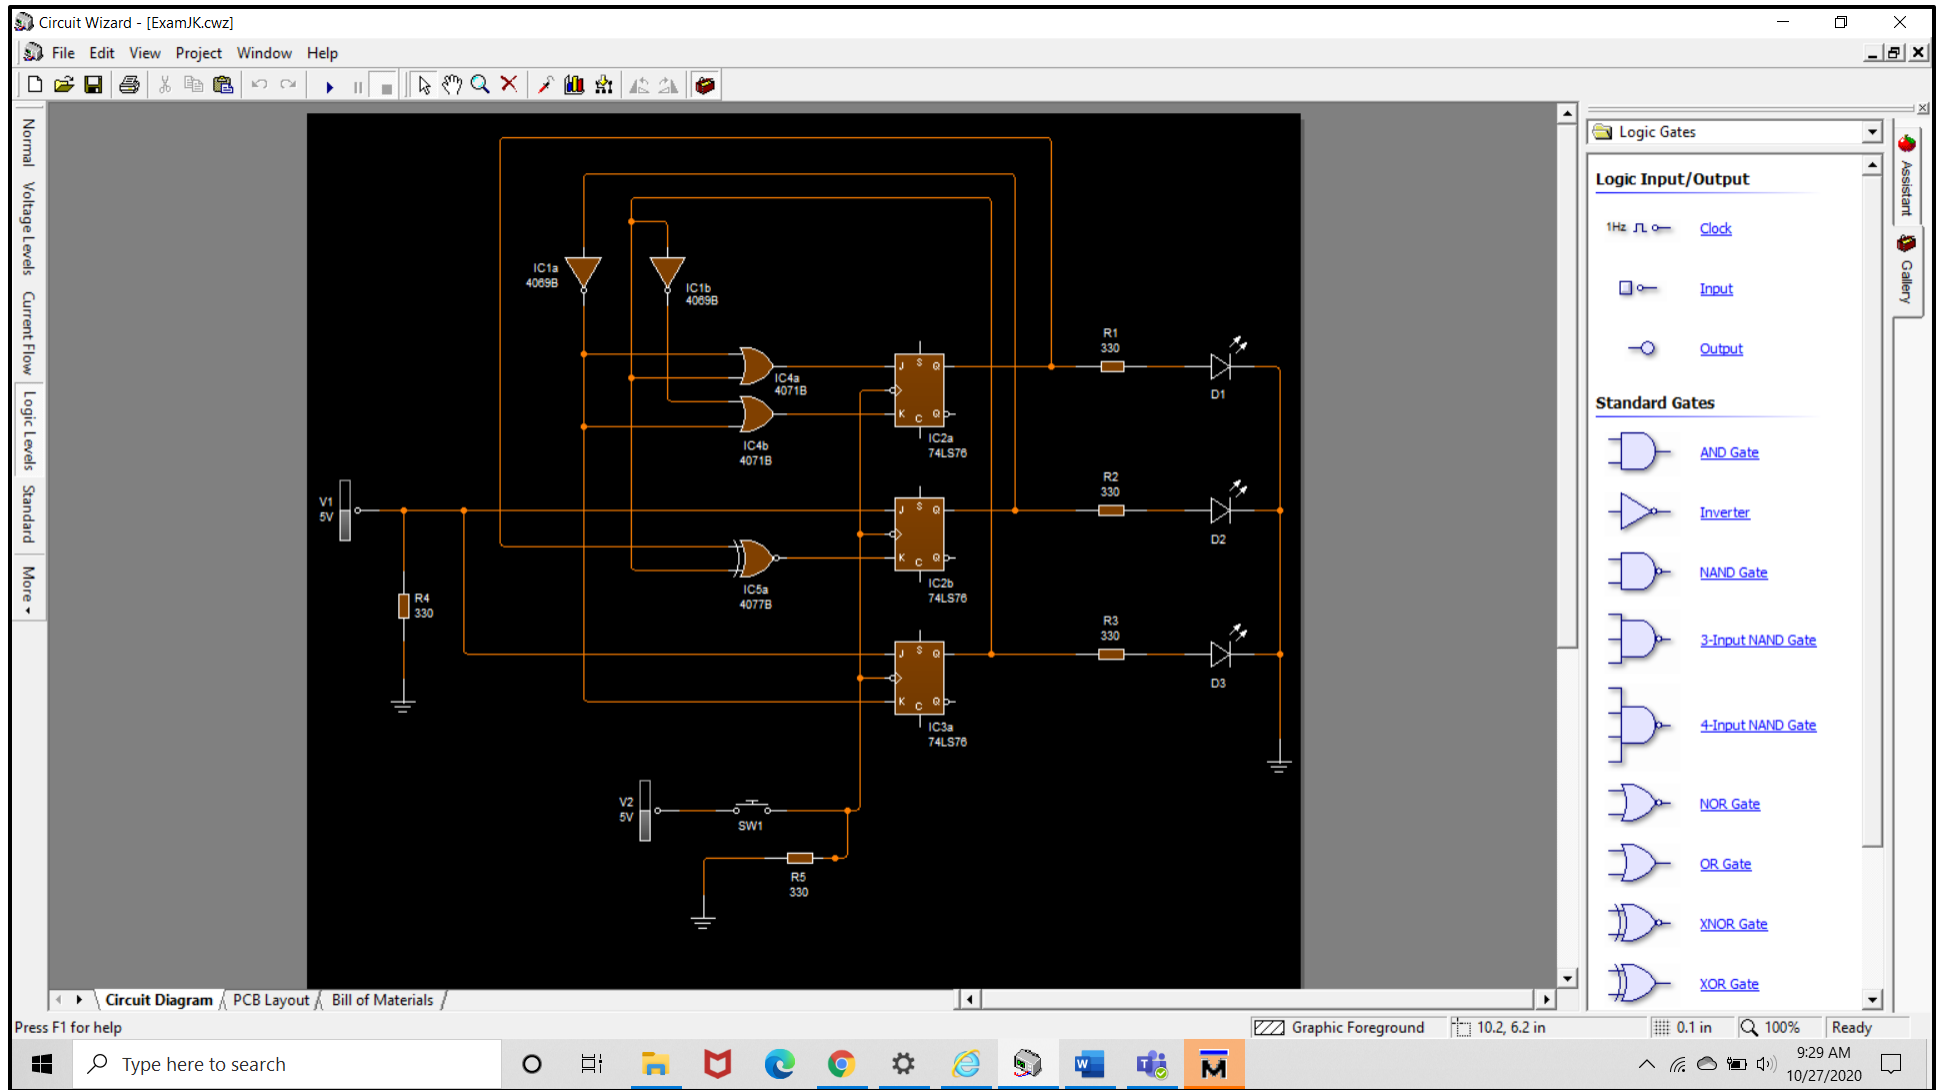 Circuit Wizard - [ExamJK.cwz]
File Edit View Project Window Help
Normal
Voltage Levels
Current Flow
Logic Levels
Standard
More
IC1a
4069B
IC1b
4069B
IC4a
4071B
IC4b
4071B
J S Q
K C Q
IC2a
74LS76
R1
330
D1
V1
5V
R4
330
IC5a
4077B
J S Q
K C Q
IC2b
74LS76
R2
330
D2
J S Q
K C Q
IC3a
74LS76
R3
330
D3
V2
5V
SW1
R5
330
Logic Gates
Logic Input/Output
1Hz Clock
Input
Output
Standard Gates
AND Gate
Inverter
NAND Gate
3-Input NAND Gate
4-Input NAND Gate
NOR Gate
OR Gate
XNOR Gate
XOR Gate
Assistant
Gallery
Circuit Diagram PCB Layout Bill of Materials
Press F1 for help
Graphic Foreground 10.2, 6.2 in 0.1 in 100% Ready
Type here to search
9:29 AM
10/27/2020